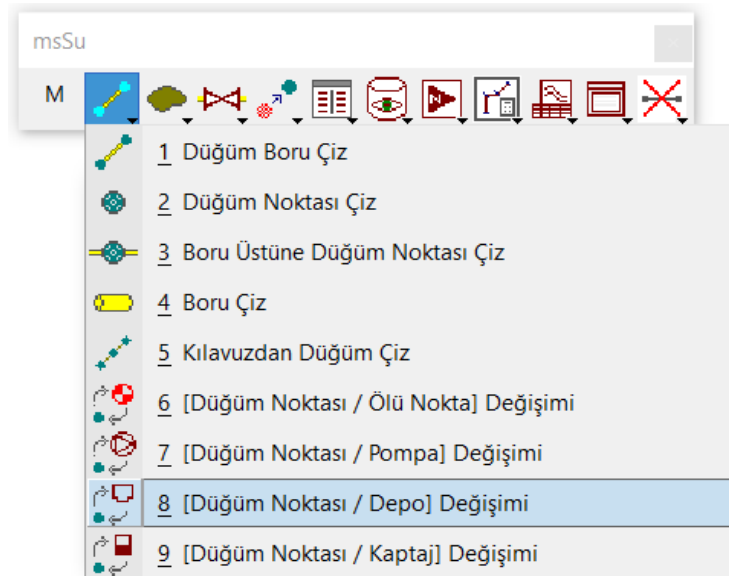 msSu
M
1 Düğüm Boru Çiz
2 Düğüm Noktası Çiz
3 Boru Üstüne Düğüm Noktası Çiz
4 Boru Çiz
5 Kılavuzdan Düğüm Çiz
6 [Düğüm Noktası / Ölü Nokta] Değişimi
7 [Düğüm Noktası / Pompa] Değişimi
8 [Düğüm Noktası / Depo] Değişimi
9 [Düğüm Noktası / Kaptaj] Değişimi